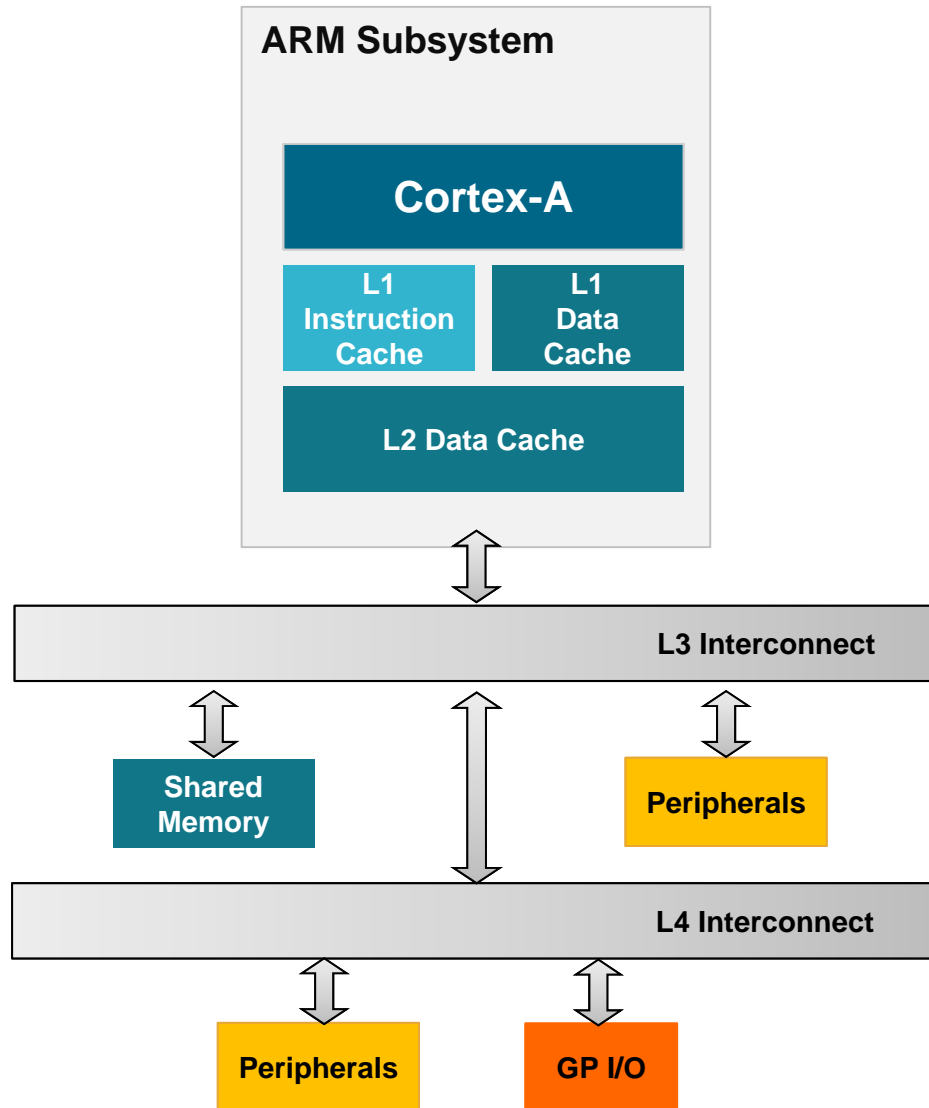 ARM Subsystem
Cortex-A
L1
Instruction
Cache
L1
Data
Cache
L2 Data Cache
L3 Interconnect
Shared
Memory
Peripherals
L4 Interconnect
Peripherals
GP I/O